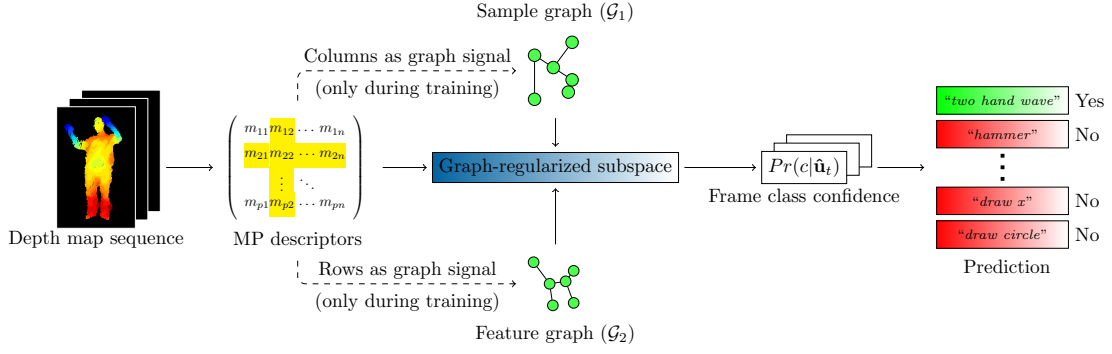 Sample graph (𝒢₁)
Columns as graph signal
(only during training)
Depth map sequence
m₁₁ m₁₂ … m₁ₙ
m₂₁ m₂₂ … m₂ₙ
⋮ ⋱
mₚ₁ mₚ₂ … mₚₙ
MP descriptors
Rows as graph signal
(only during training)
Feature graph (𝒢₂)
Graph-regularized subspace
Pr(c|û_t)
Frame class confidence
“two hand wave” Yes
“hammer” No
⋮
“draw x” No
“draw circle” No
Prediction